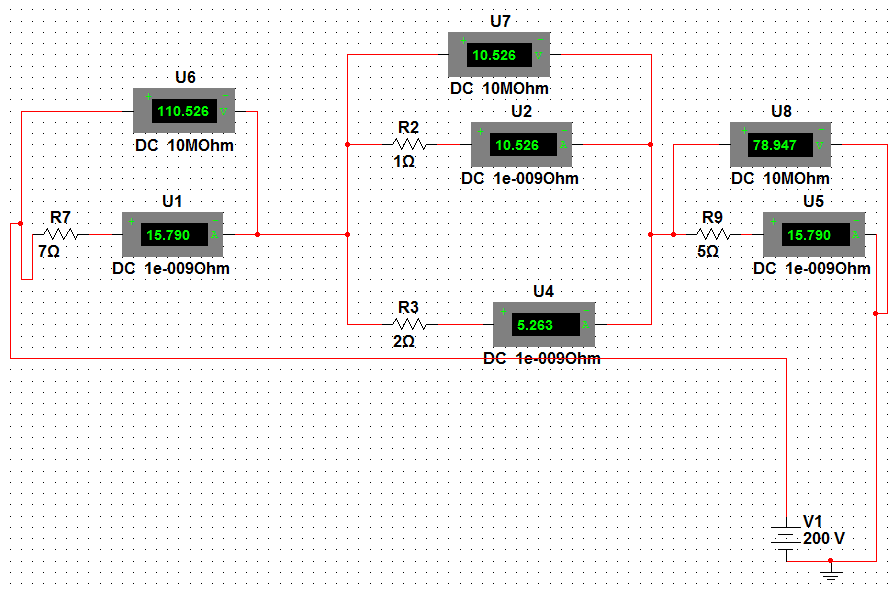 U7
10.526 V
DC 10MOhm
U6
110.526 V
DC 10MOhm
U2
10.526 A
DC 1e-009Ohm
R2
1Ω
U8
78.947 V
DC 10MOhm
R7
7Ω
U1
15.790 A
DC 1e-009Ohm
R9
5Ω
U5
15.790 A
DC 1e-009Ohm
R3
2Ω
U4
5.263 A
DC 1e-009Ohm
V1
200 V